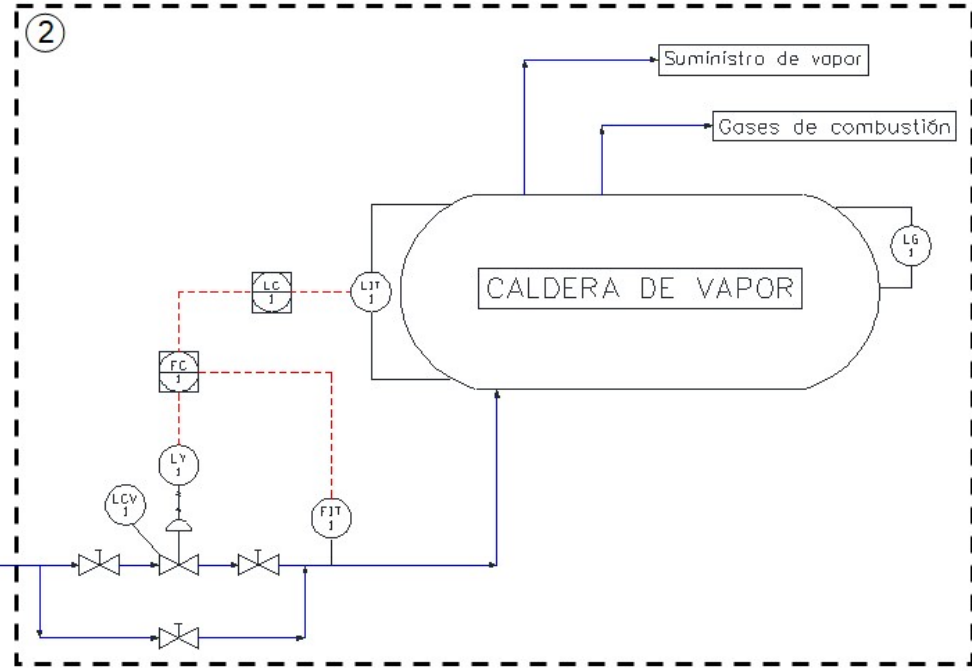 2
Suministro de vapor
Gases de combustión
LG
1
CALDERA DE VAPOR
LC
1
LIT
1
FC
1
LY
1
LCV
1
FIT
1